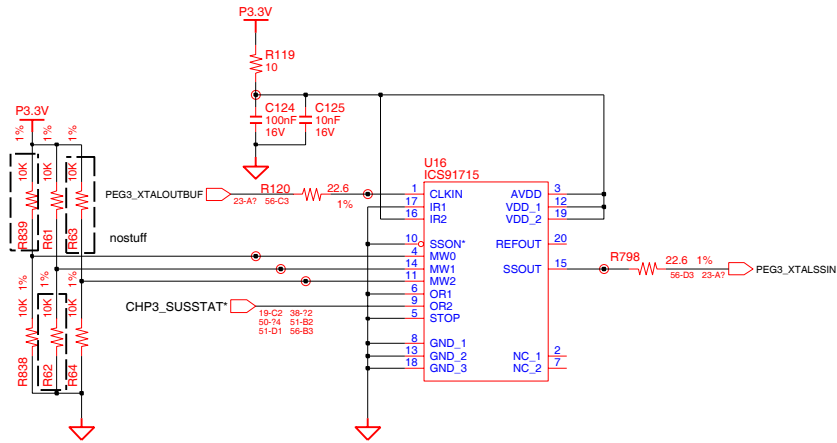 P3.3V
R119
10
C124
100nF
16V
C125
10nF
16V
P3.3V
1%
1%
1%
10K
10K
10K
R839
R61
R63
nostuff
10K
1%
10K
1%
10K
1%
R838
R62
R64
PEG3_XTALOUTBUF
23-A?
R120
56-C3
22.6
1%
U16
ICS91715
1 CLKIN
17 IR1
16 IR2
10 SSON*
4 MW0
14 MW1
11 MW2
6 OR1
9 OR2
5 STOP
8 GND_1
13 GND_2
18 GND_3
AVDD 3
VDD_1 12
VDD_2 19
REFOUT 20
SSOUT 15
NC_1 2
NC_2 7
CHP3_SUSSTAT*
19-C2 38-?2
50-?4 51-B2
51-D1 56-B3
R798
22.6 1%
56-D3 23-A?
PEG3_XTALSSIN